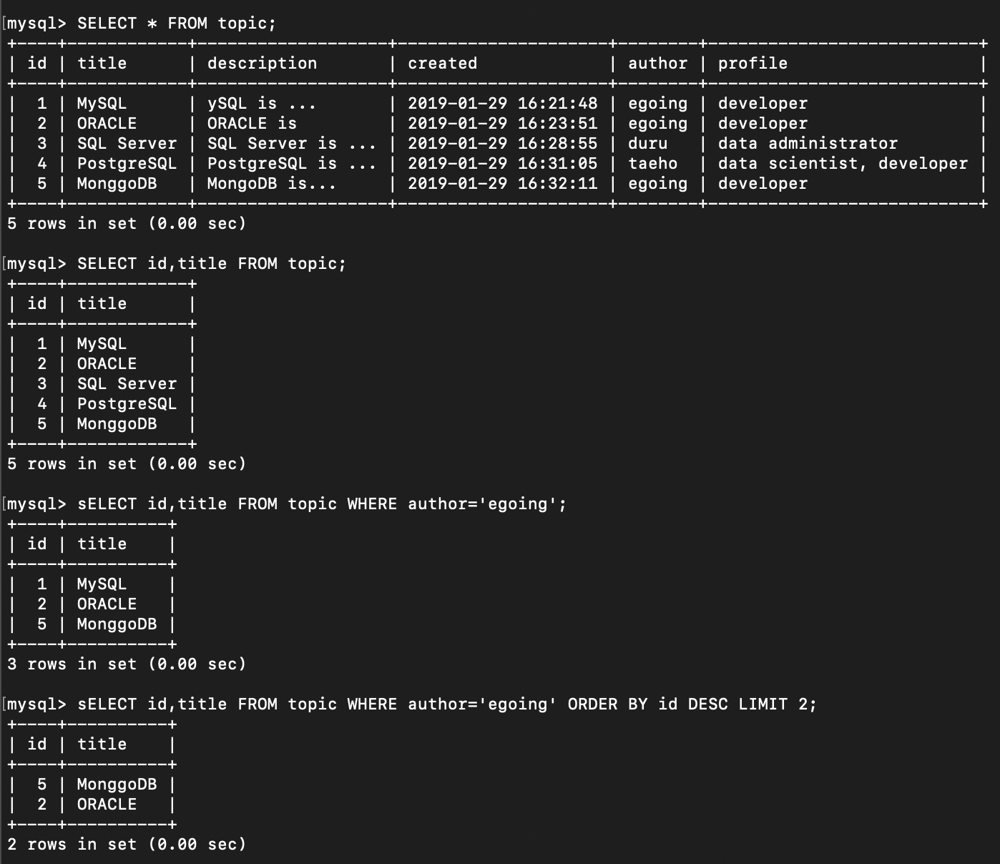 [mysql> SELECT * FROM topic;
+----+------------+-------------------+---------------------+--------+---------------------------+
| id | title      | description       | created             | author | profile                   |
+----+------------+-------------------+---------------------+--------+---------------------------+
|  1 | MySQL      | ySQL is ...       | 2019-01-29 16:21:48 | egoing | developer                 |
|  2 | ORACLE     | ORACLE is         | 2019-01-29 16:23:51 | egoing | developer                 |
|  3 | SQL Server | SQL Server is ... | 2019-01-29 16:28:55 | duru   | data administrator        |
|  4 | PostgreSQL | PostgreSQL is ... | 2019-01-29 16:31:05 | taeho  | data scientist, developer |
|  5 | MonggoDB   | MongoDB is...     | 2019-01-29 16:32:11 | egoing | developer                 |
+----+------------+-------------------+---------------------+--------+---------------------------+
5 rows in set (0.00 sec)

[mysql> SELECT id,title FROM topic;
+----+------------+
| id | title      |
+----+------------+
|  1 | MySQL      |
|  2 | ORACLE     |
|  3 | SQL Server |
|  4 | PostgreSQL |
|  5 | MonggoDB   |
+----+------------+
5 rows in set (0.00 sec)

[mysql> sELECT id,title FROM topic WHERE author='egoing';
+----+----------+
| id | title    |
+----+----------+
|  1 | MySQL    |
|  2 | ORACLE   |
|  5 | MonggoDB |
+----+----------+
3 rows in set (0.00 sec)

[mysql> sELECT id,title FROM topic WHERE author='egoing' ORDER BY id DESC LIMIT 2;
+----+----------+
| id | title    |
+----+----------+
|  5 | MonggoDB |
|  2 | ORACLE   |
+----+----------+
2 rows in set (0.00 sec)